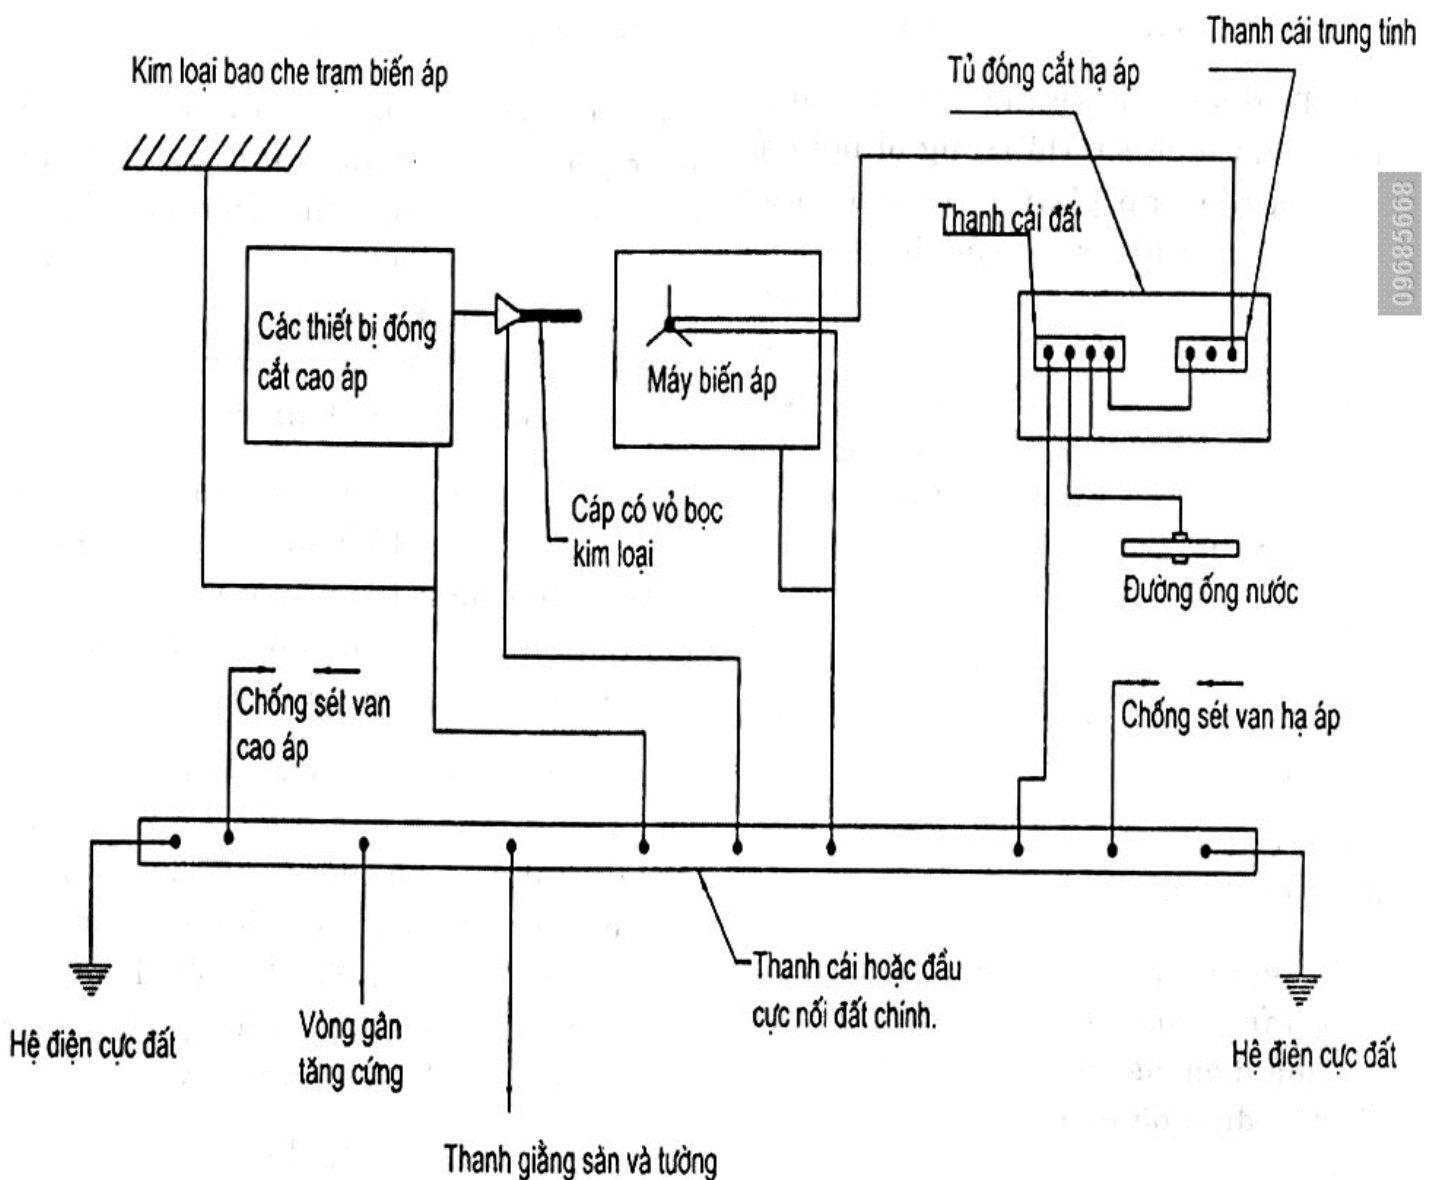 Thanh cái trung tính
Kim loại bao che trạm biến áp
Tủ đóng cắt hạ áp
Thanh cái đất
09685668
Các thiết bị đóng
cắt cao áp
Máy biến áp
Cáp có vỏ bọc
kim loại
Đường ống nước
Chống sét van
cao áp
Chống sét van hạ áp
Thanh cái hoặc đầu
cực nối đất chính.
Hệ điện cực đất
Vòng gân
tăng cứng
Hệ điện cực đất
Thanh giằng sàn và tường